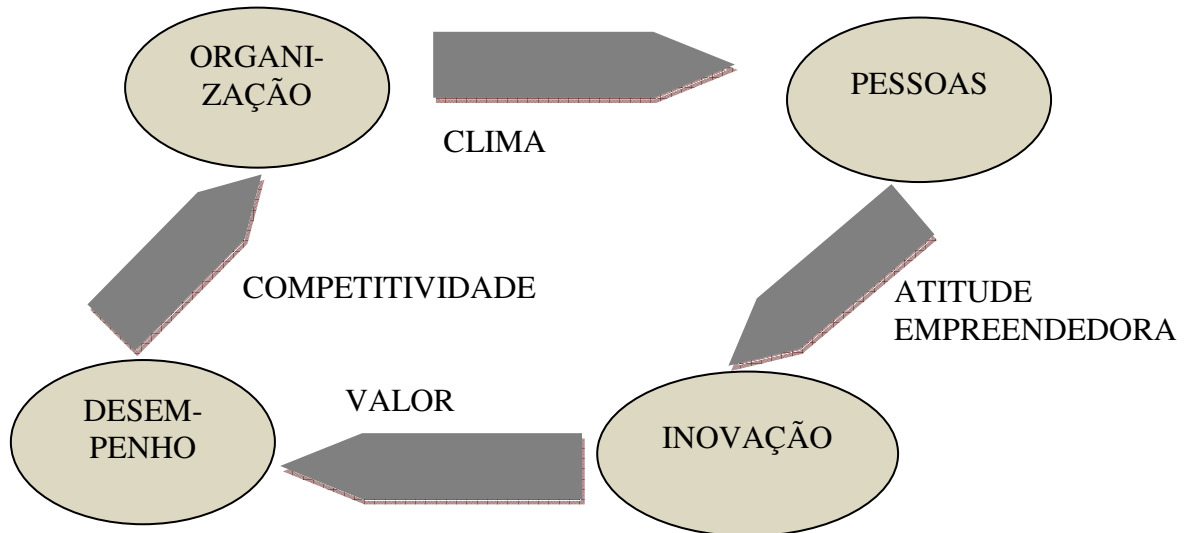 ORGANI-
ZAÇÃO
PESSOAS
CLIMA
COMPETITIVIDADE
ATITUDE
EMPREENDEDORA
DESEM-
PENHO
VALOR
INOVAÇÃO